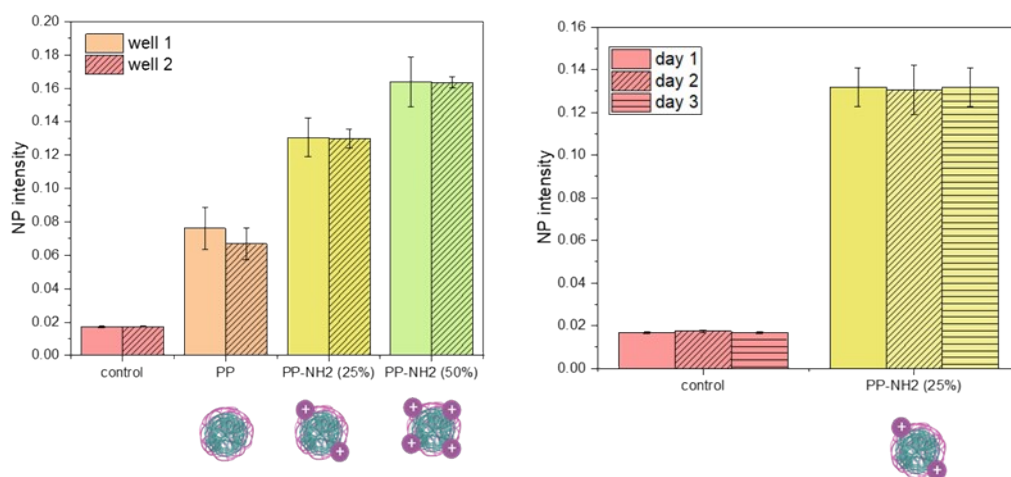 NP intensity
0.20
0.18
0.16
0.14
0.12
0.10
0.08
0.06
0.04
0.02
0.00
well 1
well 2
control
PP
PP-NH2 (25%)
PP-NH2 (50%)
+
+
+
+
+
+
NP intensity
0.16
0.14
0.12
0.10
0.08
0.06
0.04
0.02
0.00
day 1
day 2
day 3
control
PP-NH2 (25%)
+
+